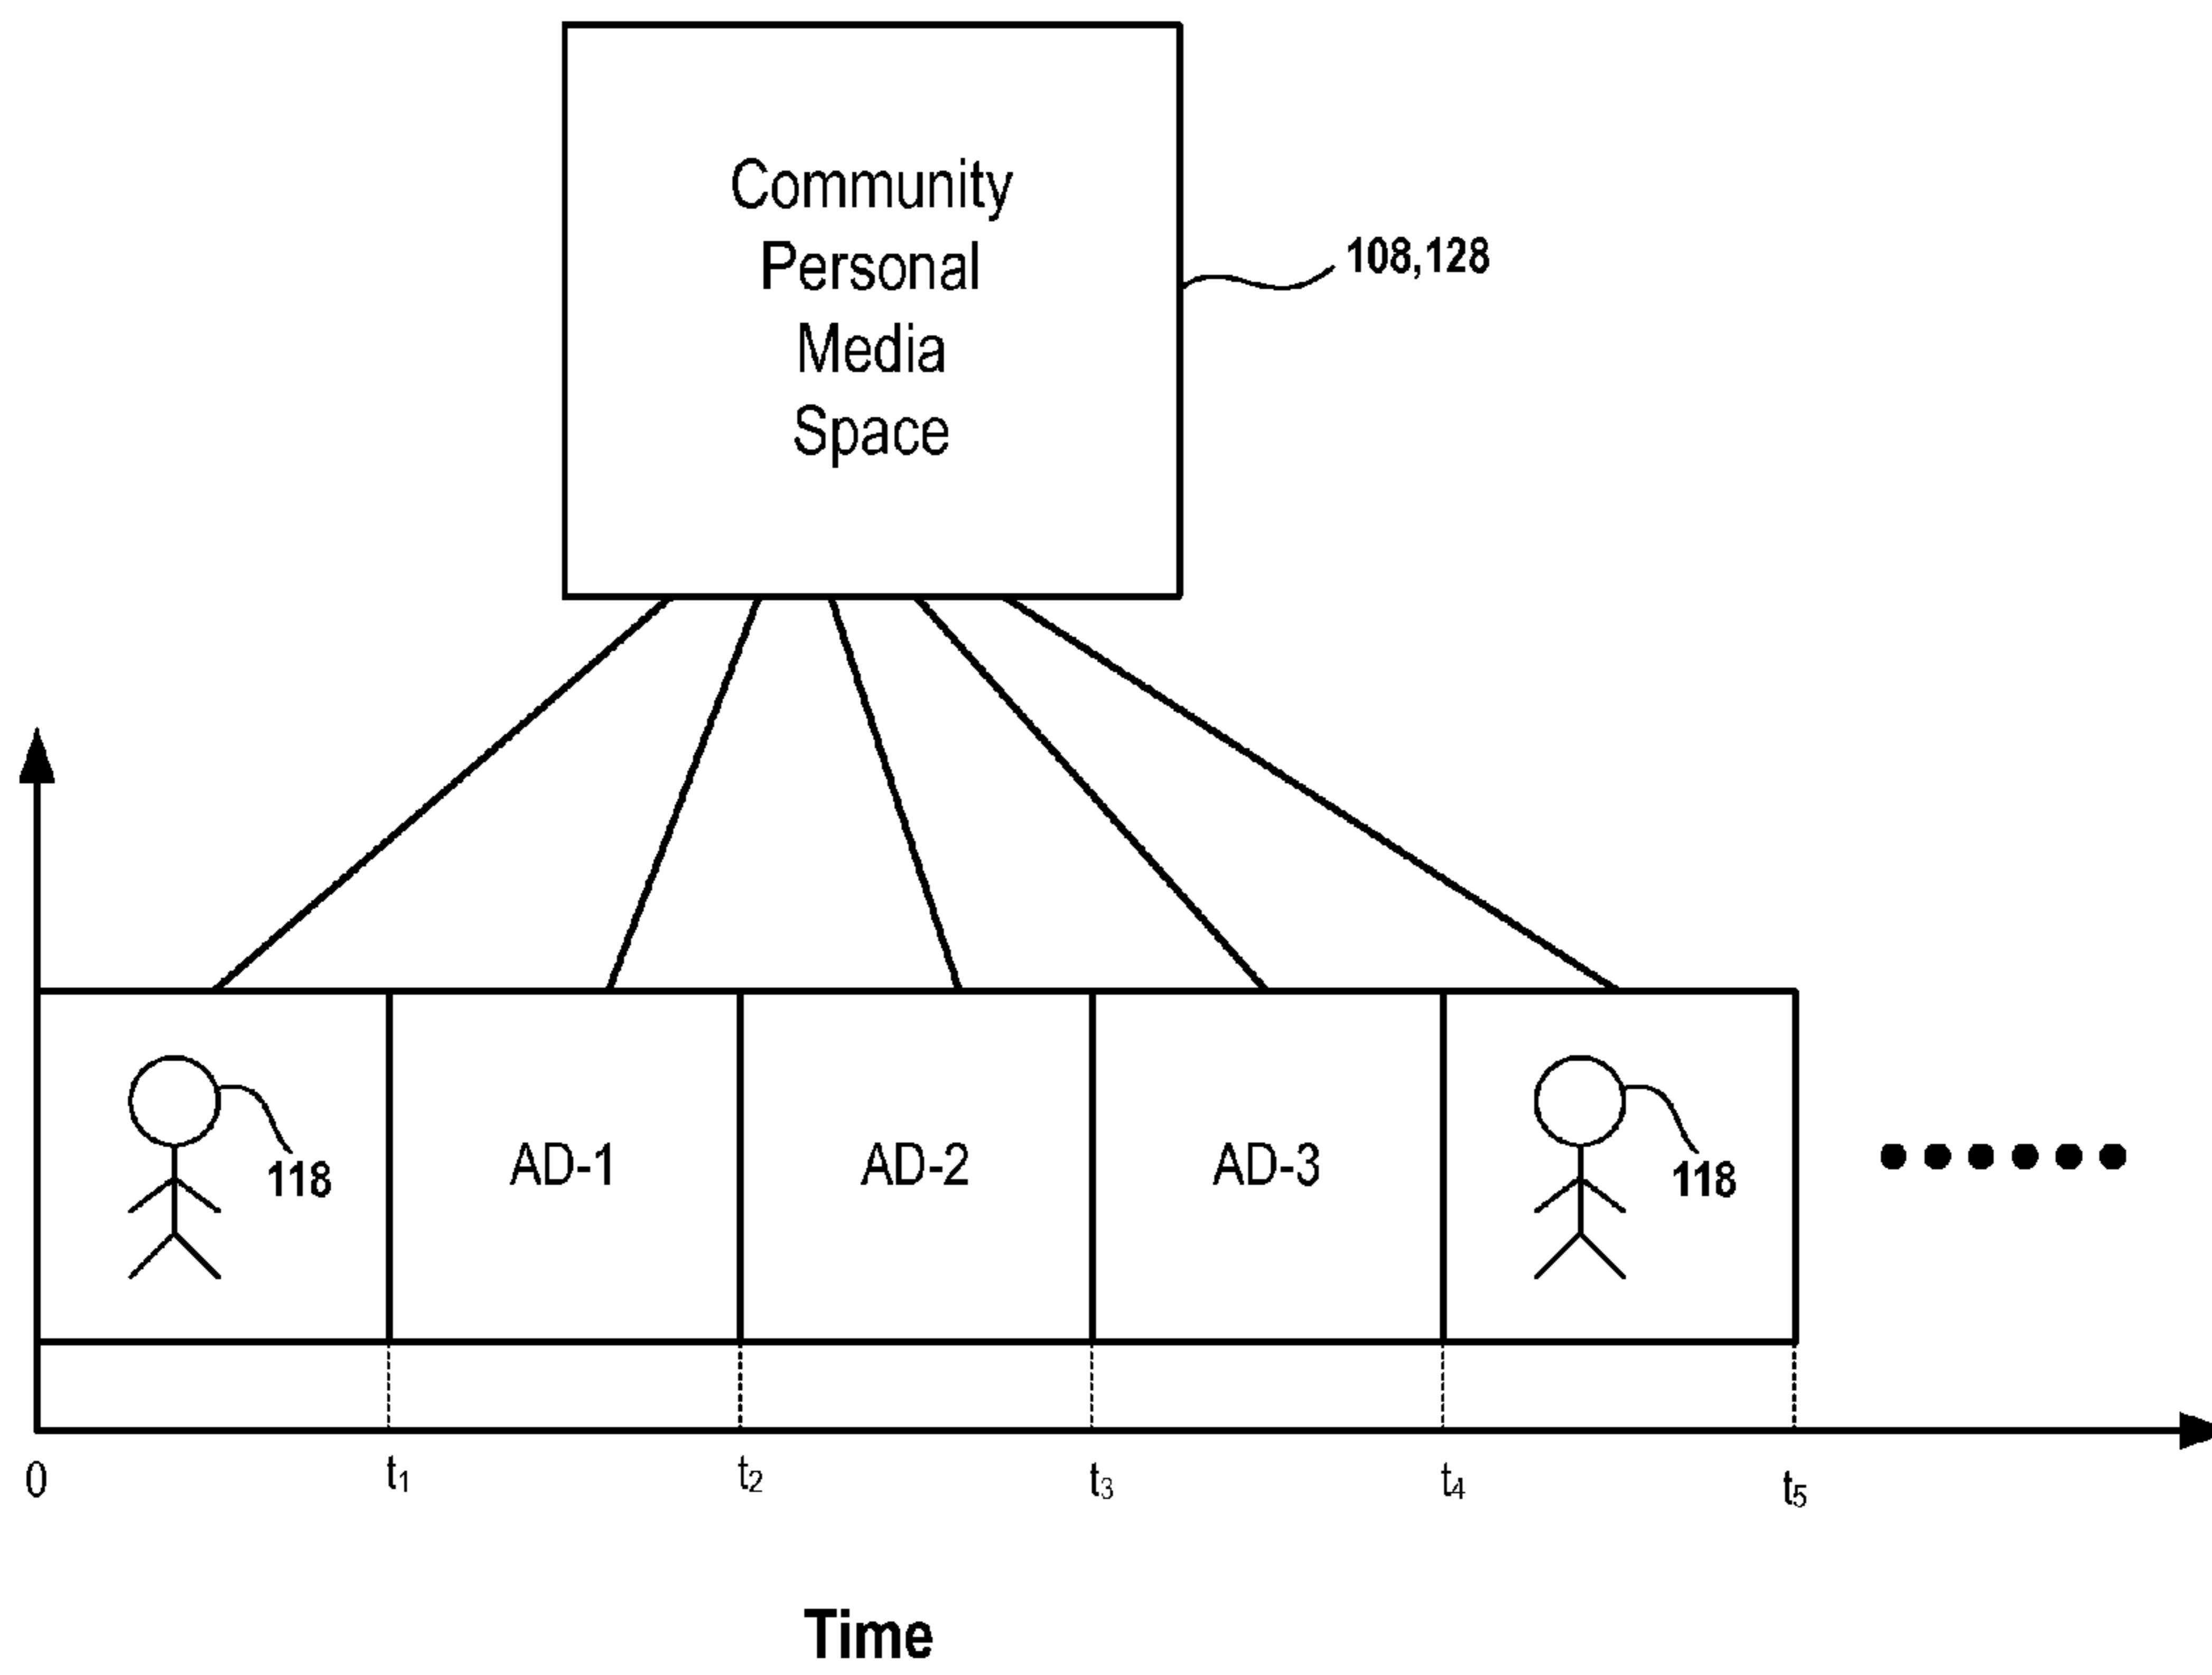 Community
Personal
Media
Space
108,128
118
AD-1
AD-2
AD-3
118
0
t1
t2
t3
t4
t5
Time